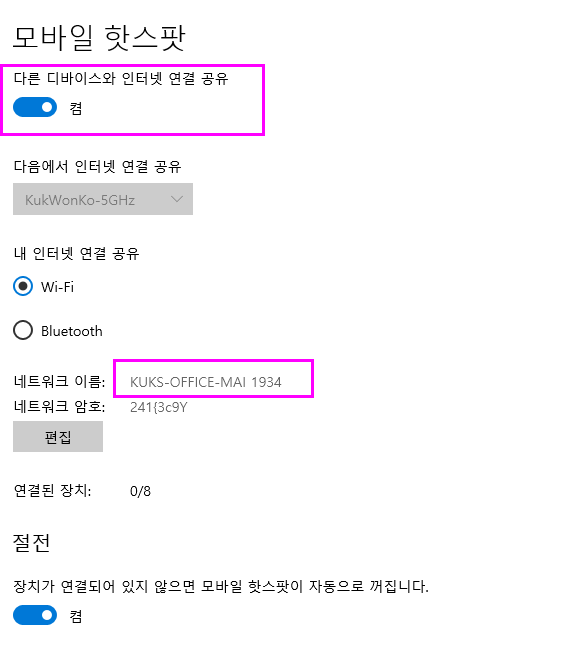 모바일 핫스팟
다른 디바이스와 인터넷 연결 공유
켬
다음에서 인터넷 연결 공유
KukWonKo-5GHz
내 인터넷 연결 공유
Wi-Fi
Bluetooth
네트워크 이름: KUKS-OFFICE-MAI 1934
네트워크 암호: 241{3c9Y
편집
연결된 장치: 0/8
절전
장치가 연결되어 있지 않으면 모바일 핫스팟이 자동으로 꺼집니다.
켬